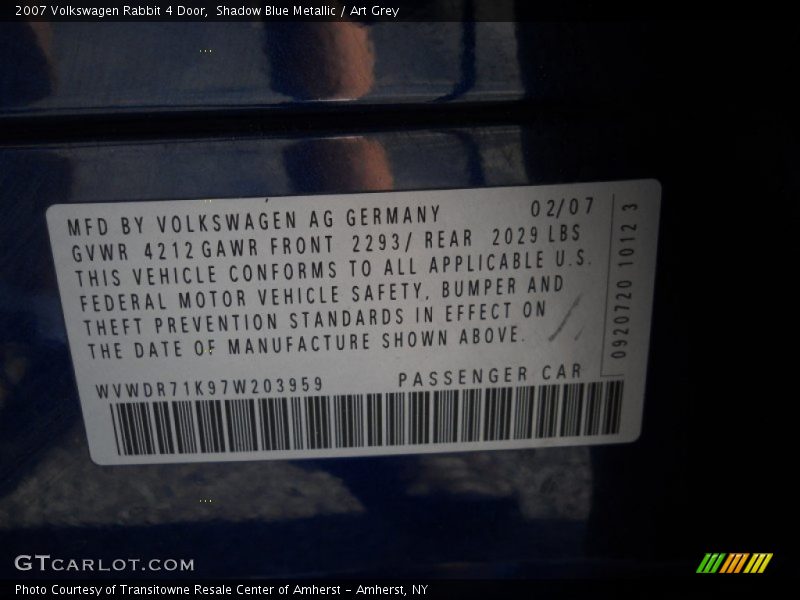 2007 Volkswagen Rabbit 4 Door,  Shadow Blue Metallic / Art Grey
MFD BY VOLKSWAGEN AG GERMANY 02/07
GVWR 4212 GAWR FRONT 2293/ REAR 2029 LBS
THIS VEHICLE CONFORMS TO ALL APPLICABLE U.S.
FEDERAL MOTOR VEHICLE SAFETY, BUMPER AND
THEFT PREVENTION STANDARDS IN EFFECT ON
THE DATE OF MANUFACTURE SHOWN ABOVE.
WVWDR71K97W203959 PASSENGER CAR
0920720 1012 3
GTCARLOT.COM
Photo Courtesy of Transitowne Resale Center of Amherst - Amherst, NY